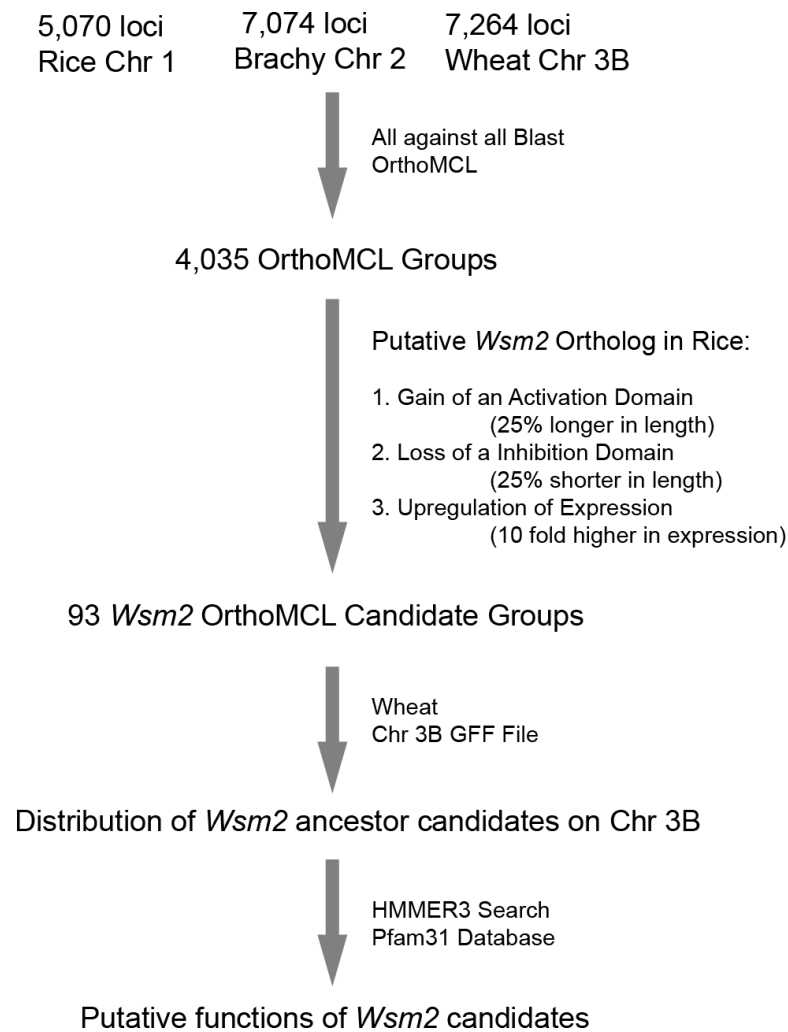 5,070 loci
Rice Chr 1
7,074 loci
Brachy Chr 2
7,264 loci
Wheat Chr 3B
All against all Blast
OrthoMCL
4,035 OrthoMCL Groups
Putative Wsm2 Ortholog in Rice:
1. Gain of an Activation Domain
(25% longer in length)
2. Loss of a Inhibition Domain
(25% shorter in length)
3. Upregulation of Expression
(10 fold higher in expression)
93 Wsm2 OrthoMCL Candidate Groups
Wheat
Chr 3B GFF File
Distribution of Wsm2 ancestor candidates on Chr 3B
HMMER3 Search
Pfam31 Database
Putative functions of Wsm2 candidates